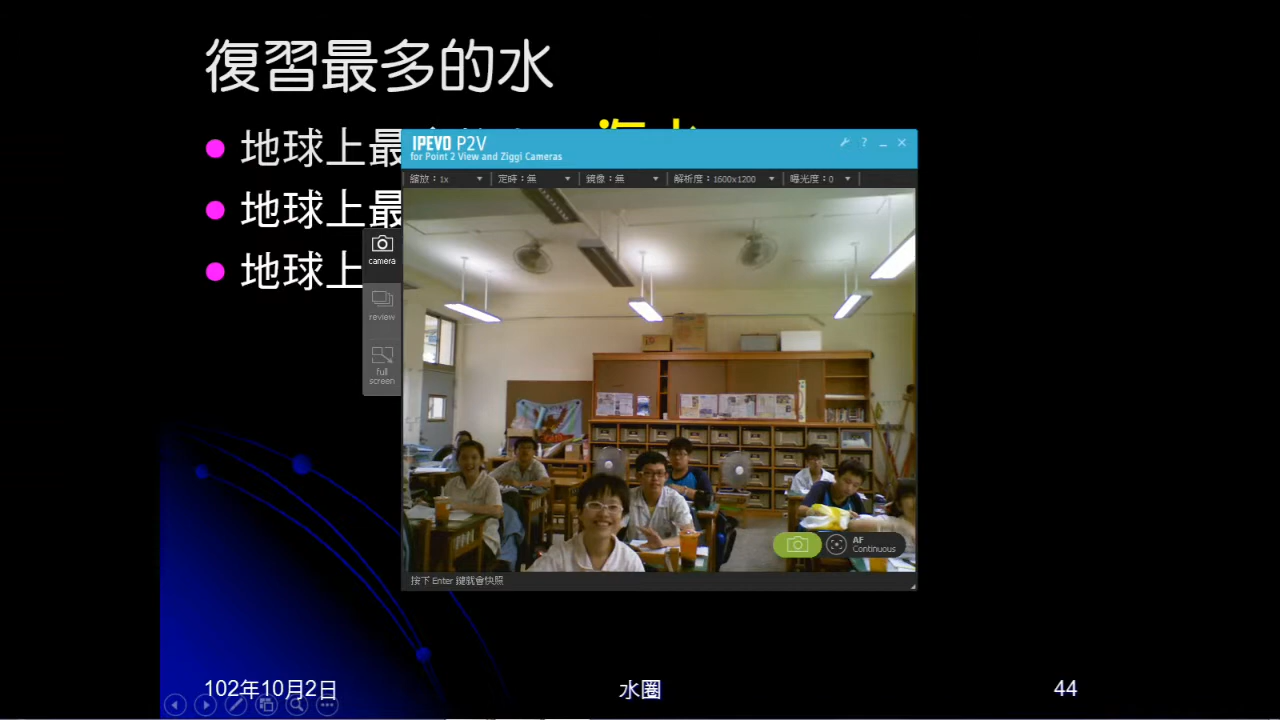 復習最多的水
地球上最
地球上最
地球上
IPEVO P2V
for Point 2 View and Ziggi Cameras
縮放：1x 定時：無 鏡像：無 解析度：1600x1200 曝光度：0
camera
review
full
screen
AF
Continuous
按下 Enter 鍵就會快照
102年10月2日 水圈 44